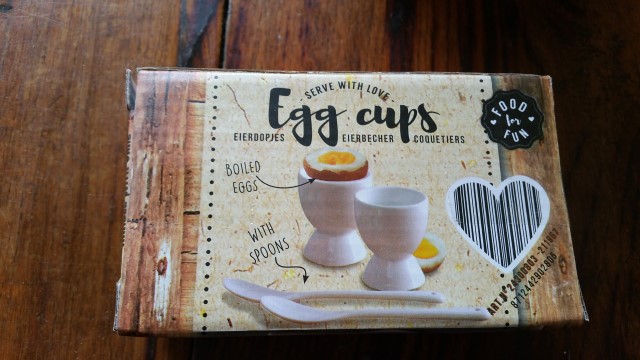 SERVE WITH LOVE
Egg cups
EIERDOPJES EIERBECHER COQUETIERS
FOOD
for
FUN
BOILED
EGGS
WITH
SPOONS